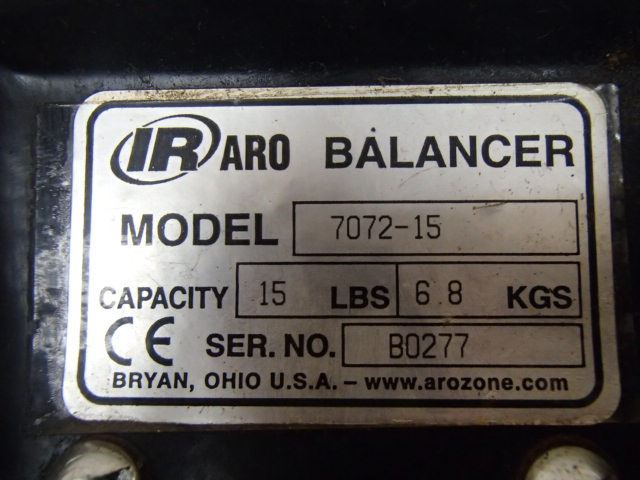 IR ARO BALANCER
MODEL 7072-15
CAPACITY 15 LBS 6.8 KGS
CE SER. NO. B0277
BRYAN, OHIO U.S.A. – www.arozone.com